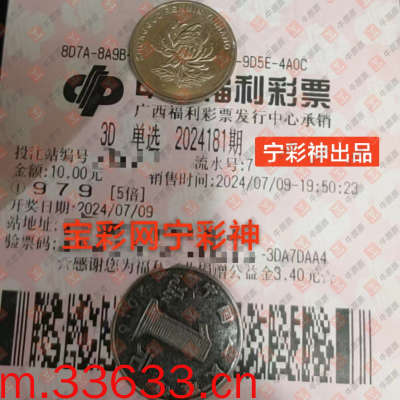 8D7A-8A9B-
-9D5E-4A0C
中国福利彩票
广西福利彩票发行中心承销
3D 单选 2024181期
投注站编号
流水号:7
宁彩神出品
金额:10.00元
销售时间:2024/07/09-19:50:23
①979 [5倍]
开奖日期:2024/07/09
站地址:
宝彩网宁彩神
验票码:
-3DA7DAA4
☆感谢您为福
公益金3.40元☆
1
m.33633.cn